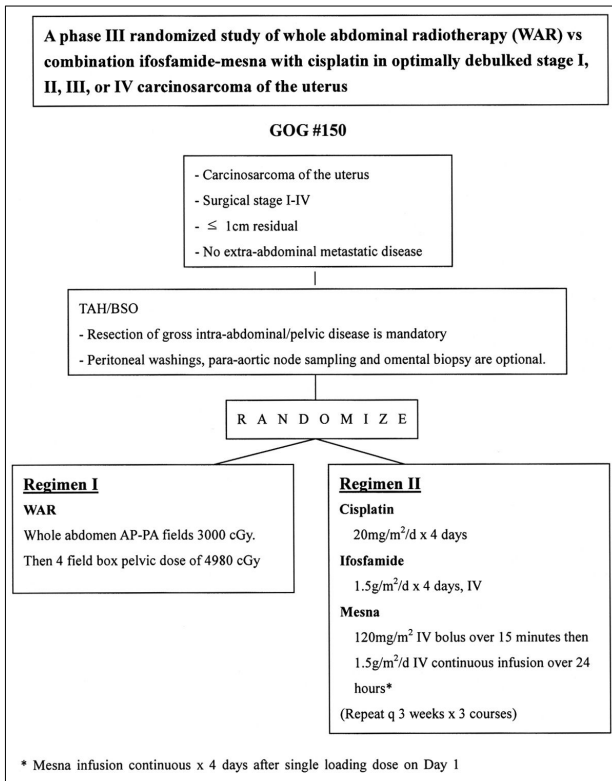 A phase III randomized study of whole abdominal radiotherapy (WAR) vs
combination ifosfamide-mesna with cisplatin in optimally debulked stage I,
II, III, or IV carcinosarcoma of the uterus
GOG #150
- Carcinosarcoma of the uterus
- Surgical stage I-IV
- ≤ 1cm residual
- No extra-abdominal metastatic disease
TAH/BSO
- Resection of gross intra-abdominal/pelvic disease is mandatory
- Peritoneal washings, para-aortic node sampling and omental biopsy are optional.
R A N D O M I Z E
Regimen I
WAR
Whole abdomen AP-PA fields 3000 cGy.
Then 4 field box pelvic dose of 4980 cGy
Regimen II
Cisplatin
20mg/m²/d x 4 days
Ifosfamide
1.5g/m²/d x 4 days, IV
Mesna
120mg/m² IV bolus over 15 minutes then
1.5g/m²/d IV continuous infusion over 24
hours*
(Repeat q 3 weeks x 3 courses)
* Mesna infusion continuous x 4 days after single loading dose on Day 1